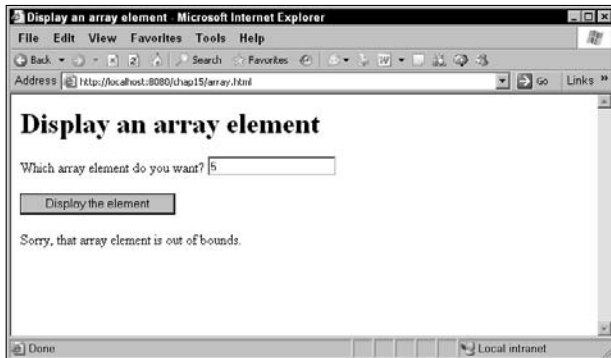 Display an array element - Microsoft Internet Explorer
File Edit View Favorites Tools Help
Back Search Favorites
Address http://localhost:8080/chap15/array.html Go Links »
Display an array element
Which array element do you want? 5
Display the element
Sorry, that array element is out of bounds.
Done Local intranet